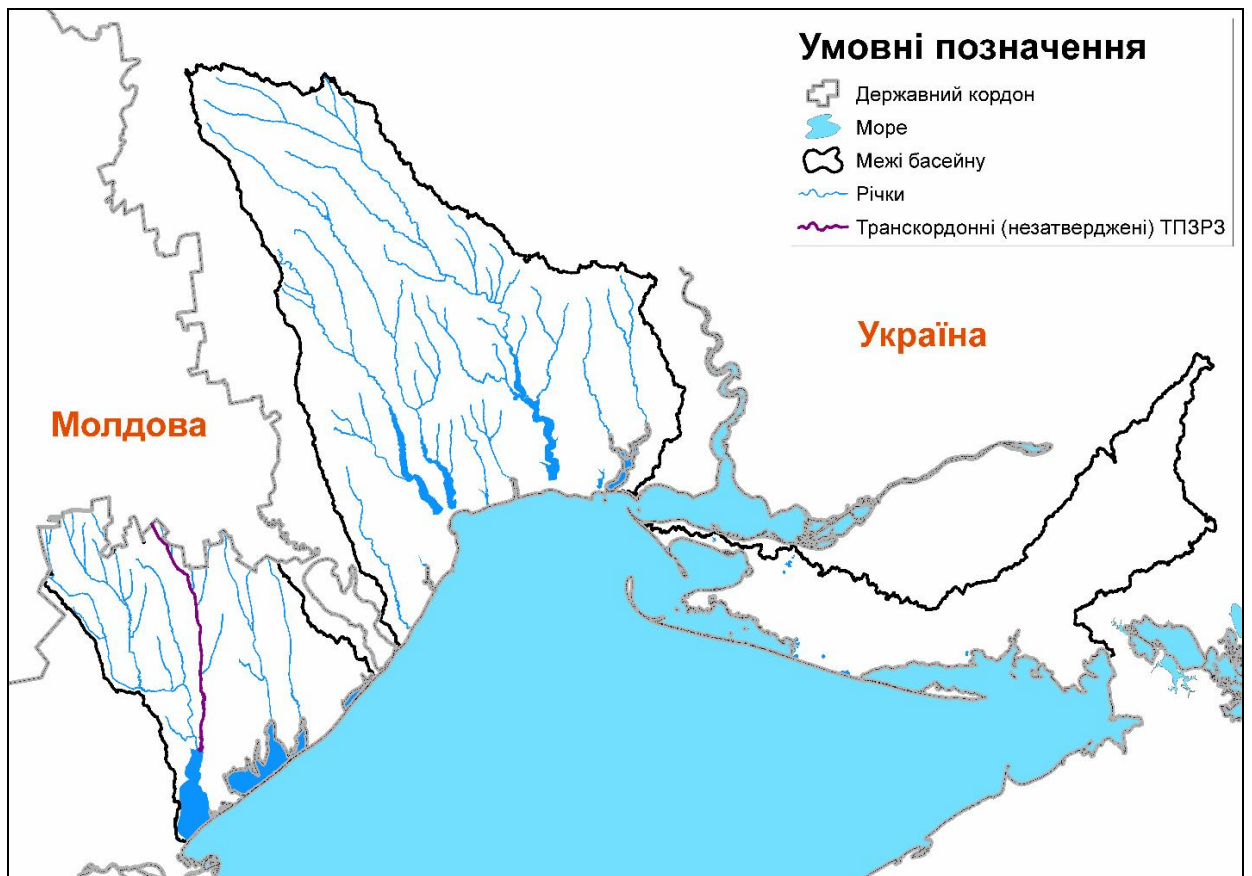 Умовні позначення
Державний кордон
Море
Межі басейну
Річки
Транскордонні (незатверджені) ТПЗРЗ
Україна
Молдова